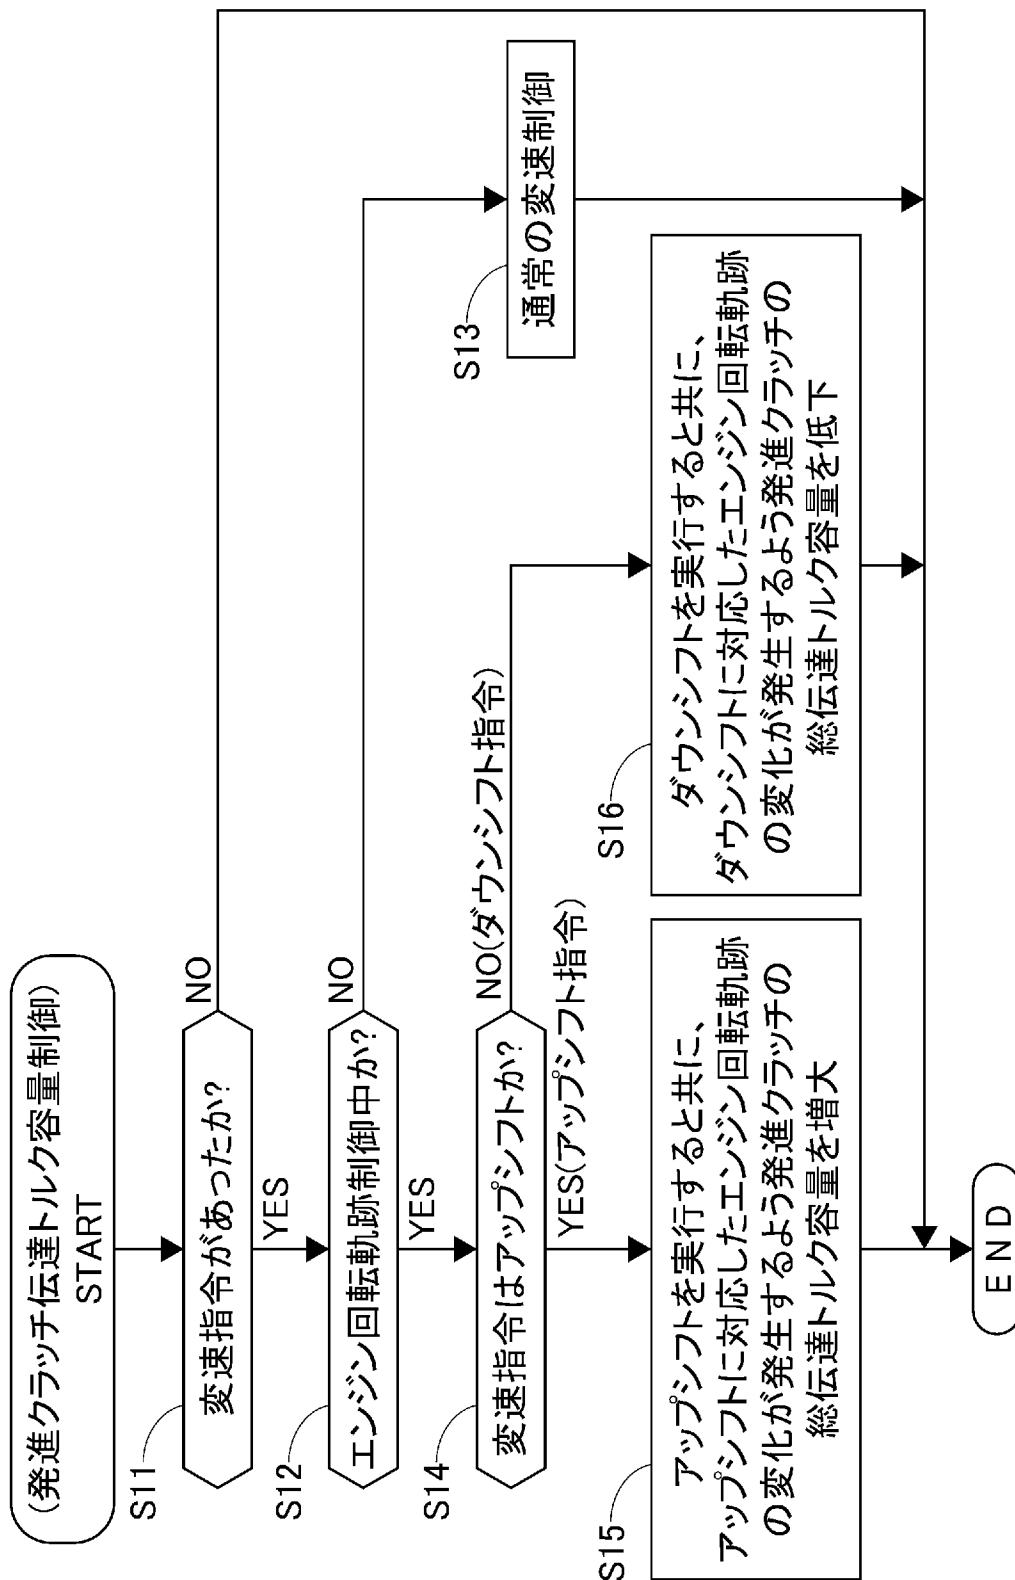 (発進クラッチ伝達トルク容量制御)
START
S11
変速指令があったか?
NO
YES
S12
エンジン回転軌跡制御中か?
NO
YES
S13
通常の変速制御
S14
変速指令はアップシフトか?
NO(ダウンシフト指令)
YES(アップシフト指令)
S15
アップシフトを実行すると共に、
アップシフトに対応したエンジン回転軌跡
の変化が発生するよう発進クラッチの
総伝達トルク容量を増大
S16
ダウンシフトを実行すると共に、
ダウンシフトに対応したエンジン回転軌跡
の変化が発生するよう発進クラッチの
総伝達トルク容量を低下
END